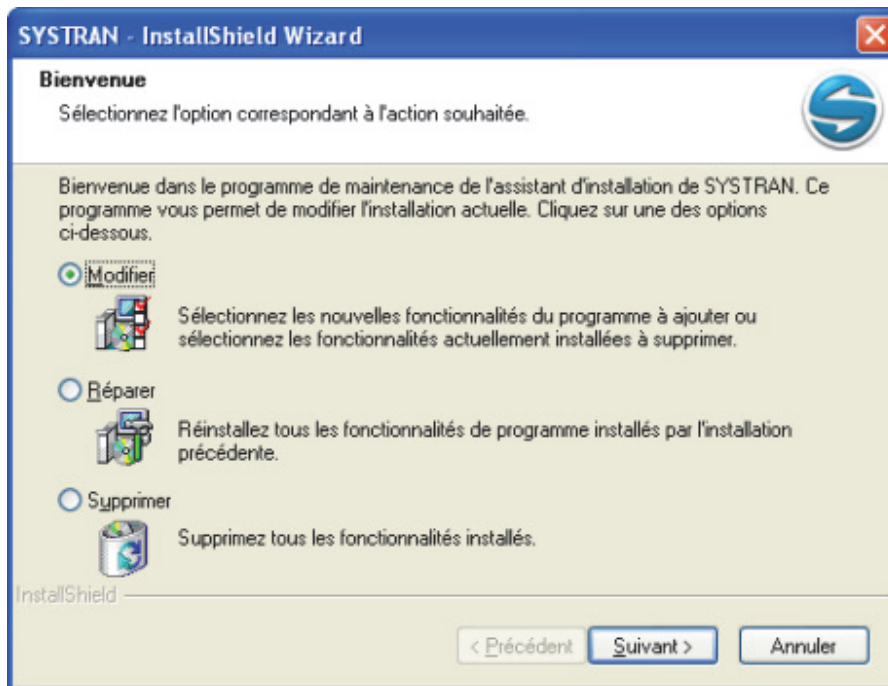 SYSTRAN - InstallShield Wizard
Bienvenue
Sélectionnez l'option correspondant à l'action souhaitée.
Bienvenue dans le programme de maintenance de l'assistant d'installation de SYSTRAN. Ce
programme vous permet de modifier l'installation actuelle. Cliquez sur une des options
ci-dessous.
Modifier
Sélectionnez les nouvelles fonctionnalités du programme à ajouter ou
sélectionnez les fonctionnalités actuellement installées à supprimer.
Réparer
Réinstallez tous les fonctionnalités de programme installés par l'installation
précédente.
Supprimer
Supprimez tous les fonctionnalités installés.
InstallShield
< Précédent
Suivant >
Annuler